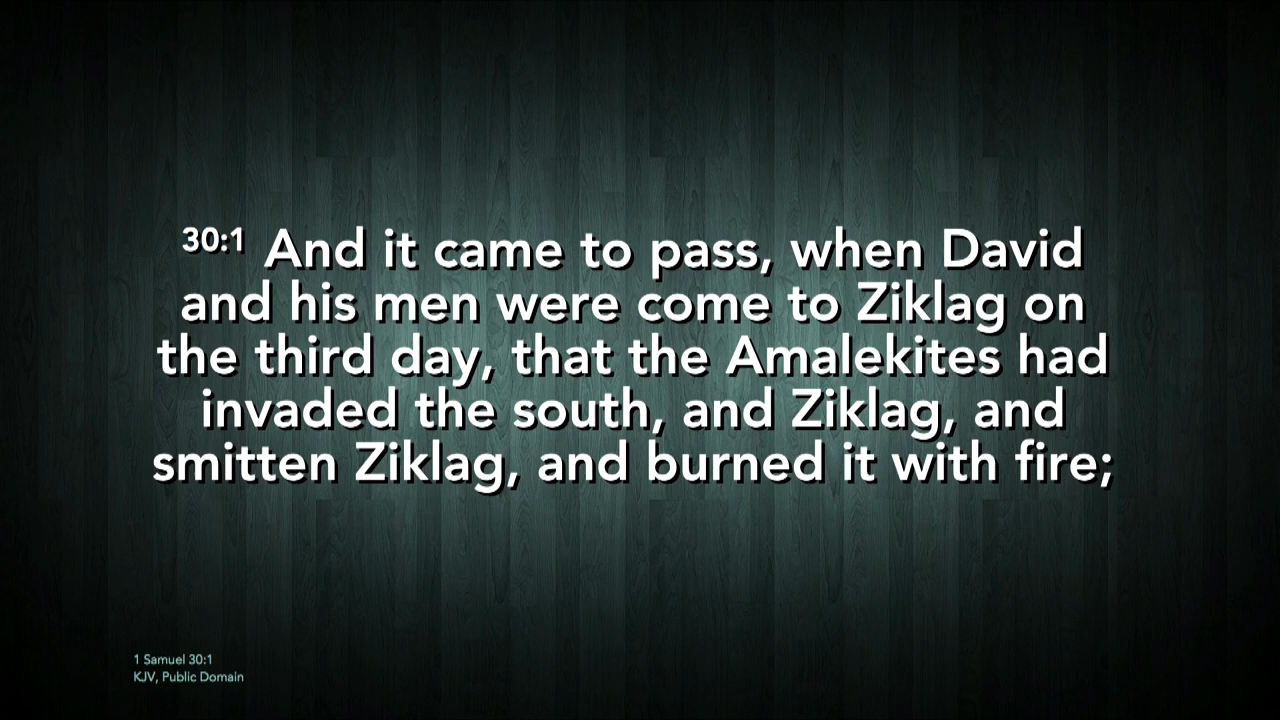 30:1 And it came to pass, when David
and his men were come to Ziklag on
the third day, that the Amalekites had
invaded the south, and Ziklag, and
smitten Ziklag, and burned it with fire;
1 Samuel 30:1
KJV, Public Domain